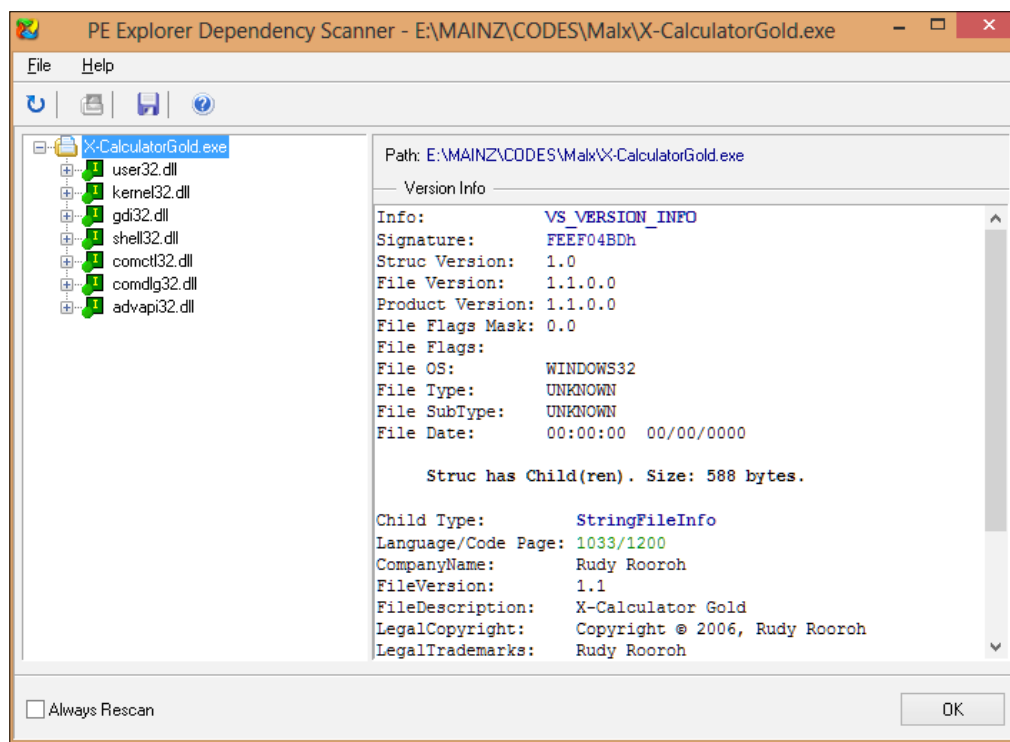 PE Explorer Dependency Scanner - E:\MAINZ\CODES\Malx\X-CalculatorGold.exe
File Help
X-CalculatorGold.exe
user32.dll
kernel32.dll
gdi32.dll
shell32.dll
comctl32.dll
comdlg32.dll
advapi32.dll
Path: E:\MAINZ\CODES\Malx\X-CalculatorGold.exe
Version Info
Info: VS_VERSION_INFO
Signature: FEEF04BDh
Struc Version: 1.0
File Version: 1.1.0.0
Product Version: 1.1.0.0
File Flags Mask: 0.0
File Flags:
File OS: WINDOWS32
File Type: UNKNOWN
File SubType: UNKNOWN
File Date: 00:00:00 00/00/0000
Struc has Child(ren). Size: 588 bytes.
Child Type: StringFileInfo
Language/Code Page: 1033/1200
CompanyName: Rudy Rooroh
FileVersion: 1.1
FileDescription: X-Calculator Gold
LegalCopyright: Copyright © 2006, Rudy Rooroh
LegalTrademarks: Rudy Rooroh
Always Rescan
OK